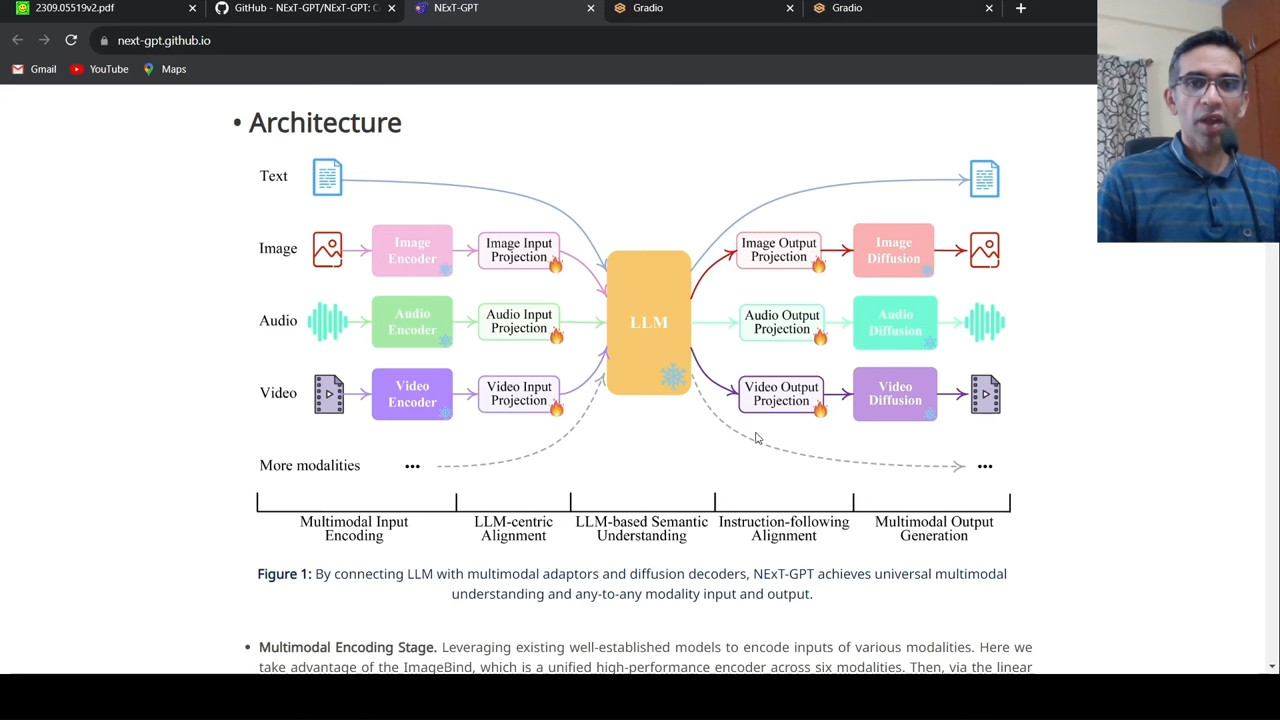 2309.05519v2.pdf
GitHub - NExT-GPT/NExT-GPT: C
NExT-GPT
Gradio
Gradio
next-gpt.github.io
Gmail
YouTube
Maps
• Architecture
Text
Image
Image
Encoder
Image Input
Projection
Image Output
Projection
Image
Diffusion
Audio
Audio
Encoder
Audio Input
Projection
LLM
Audio Output
Projection
Audio
Diffusion
Video
Video
Encoder
Video Input
Projection
Video Output
Projection
Video
Diffusion
More modalities
•••
•••
Multimodal Input
Encoding
LLM-centric
Alignment
LLM-based Semantic
Understanding
Instruction-following
Alignment
Multimodal Output
Generation
Figure 1: By connecting LLM with multimodal adaptors and diffusion decoders, NExT-GPT achieves universal multimodal
understanding and any-to-any modality input and output.
• Multimodal Encoding Stage. Leveraging existing well-established models to encode inputs of various modalities. Here we
take advantage of the ImageBind, which is a unified high-performance encoder across six modalities. Then, via the linear